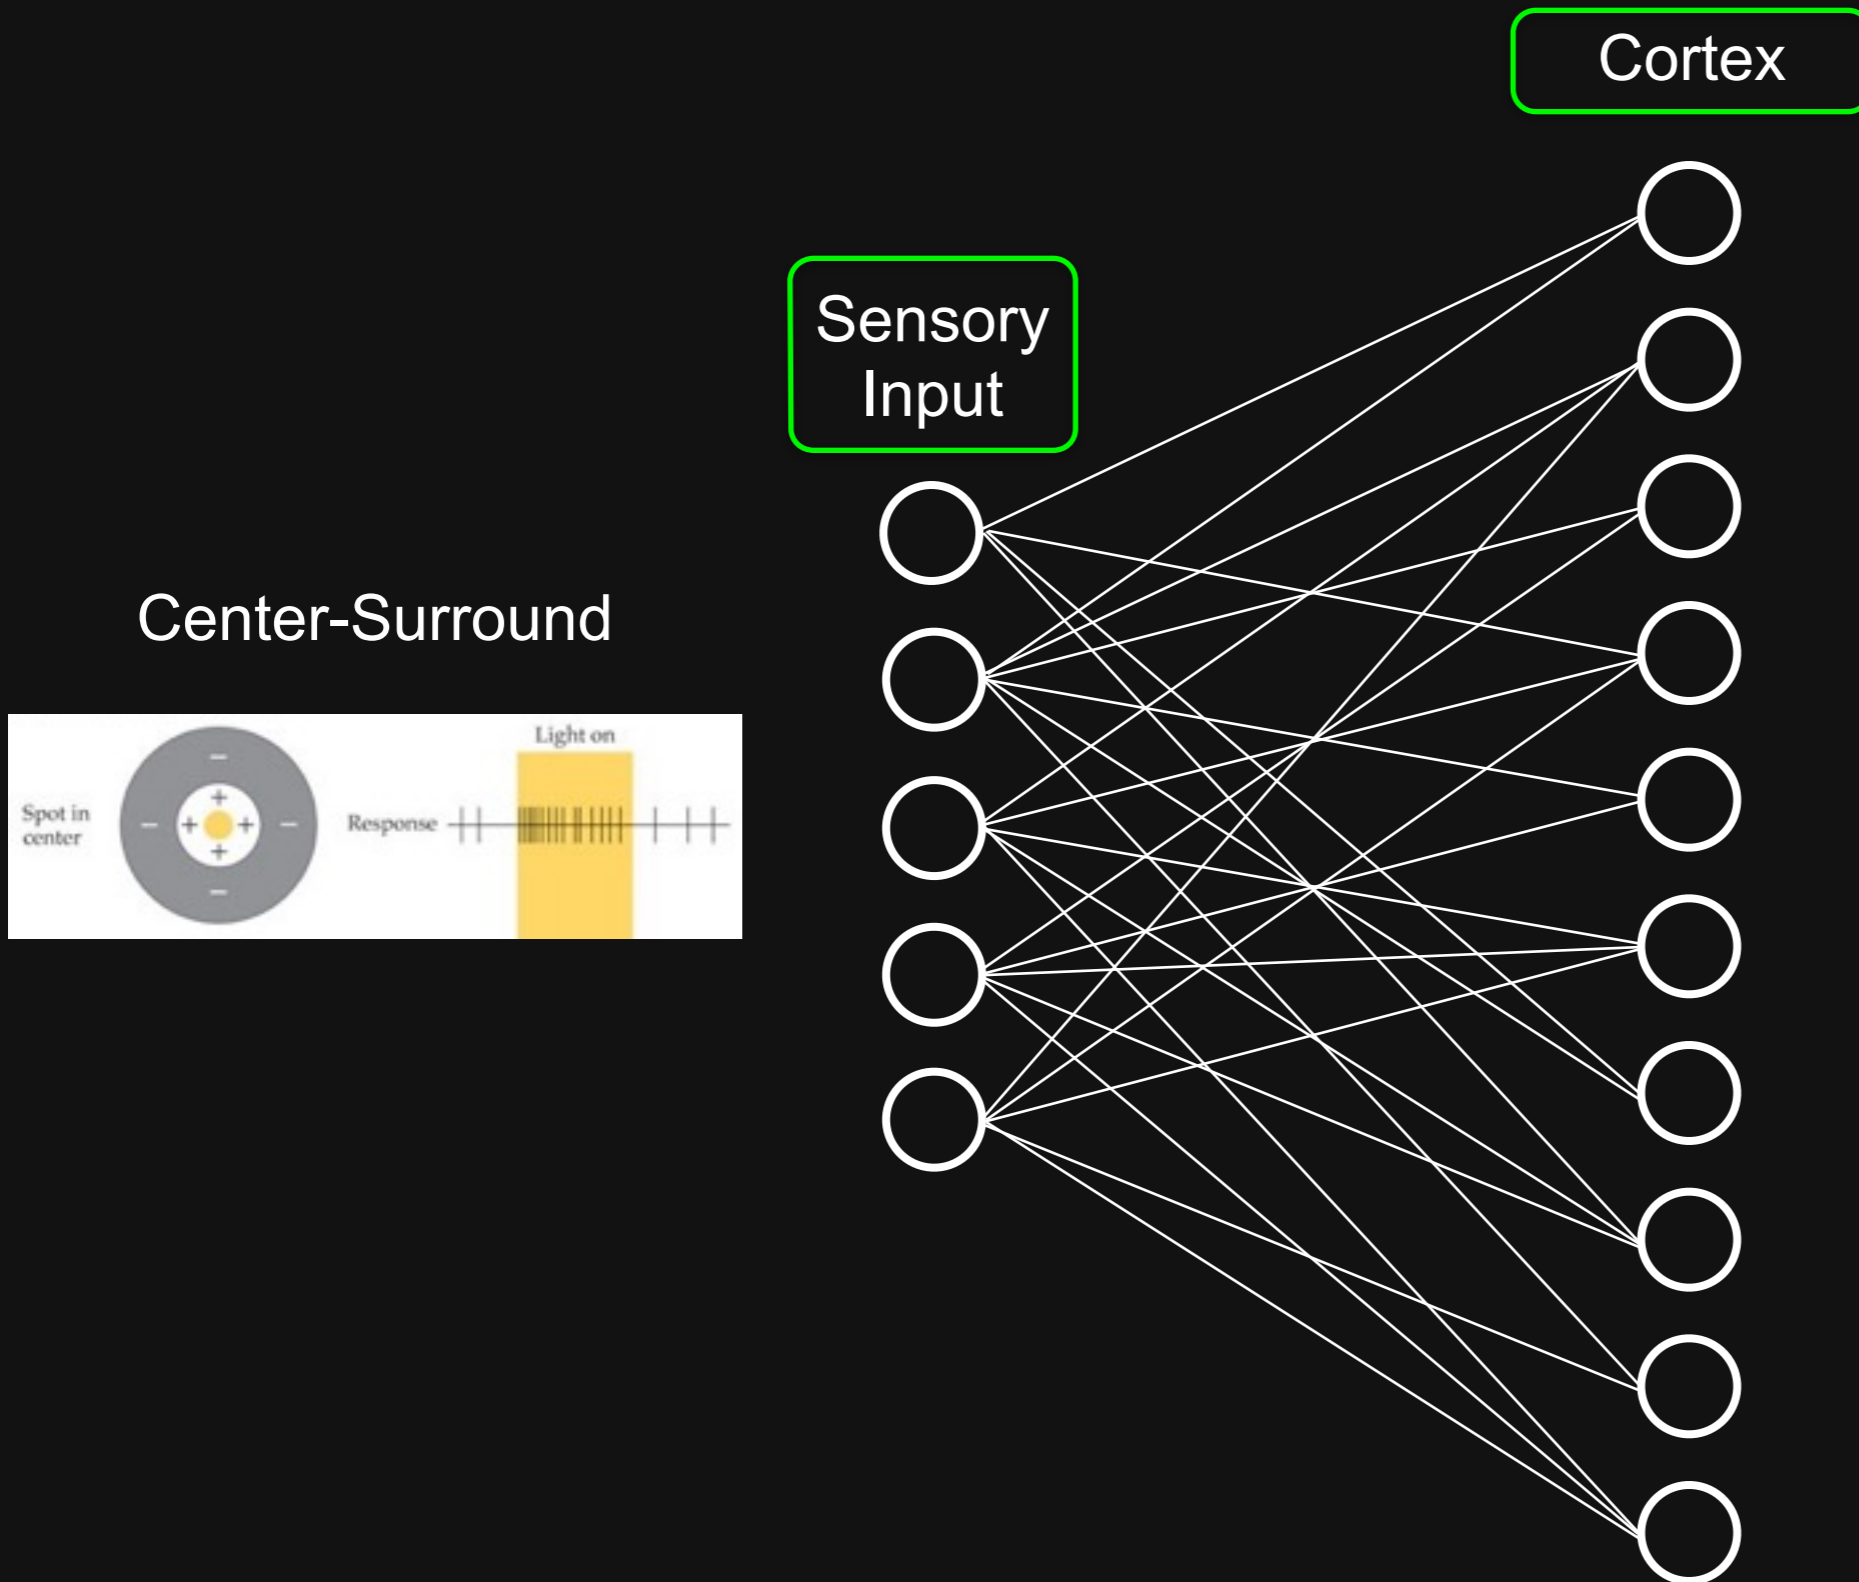 Cortex
Sensory
Input
Center-Surround
Light on
Spot in
center
+
+
+
+
−
−
−
−
Response